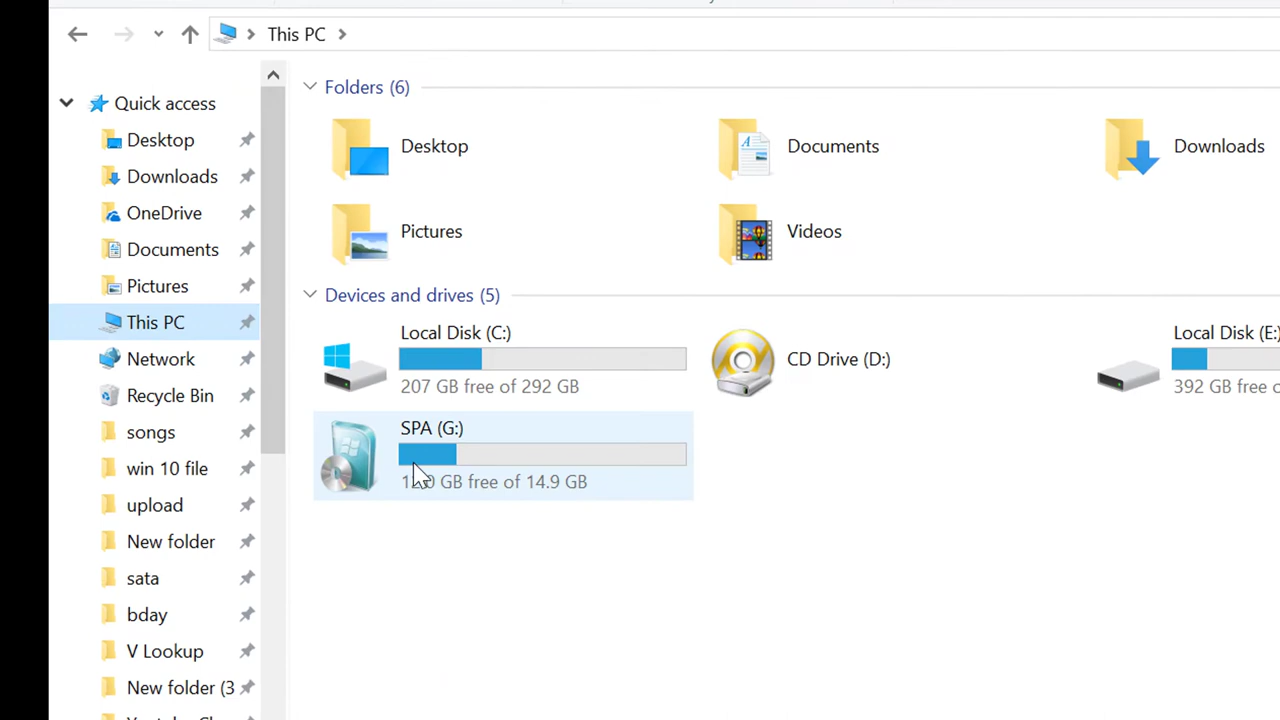 This PC
Quick access
Desktop
Downloads
OneDrive
Documents
Pictures
This PC
Network
Recycle Bin
songs
win 10 file
upload
New folder
sata
bday
V Lookup
New folder (3
Folders (6)
Desktop
Documents
Downloads
Pictures
Videos
Devices and drives (5)
Local Disk (C:)
207 GB free of 292 GB
CD Drive (D:)
Local Disk (E:)
392 GB free
SPA (G:)
GB free of 14.9 GB